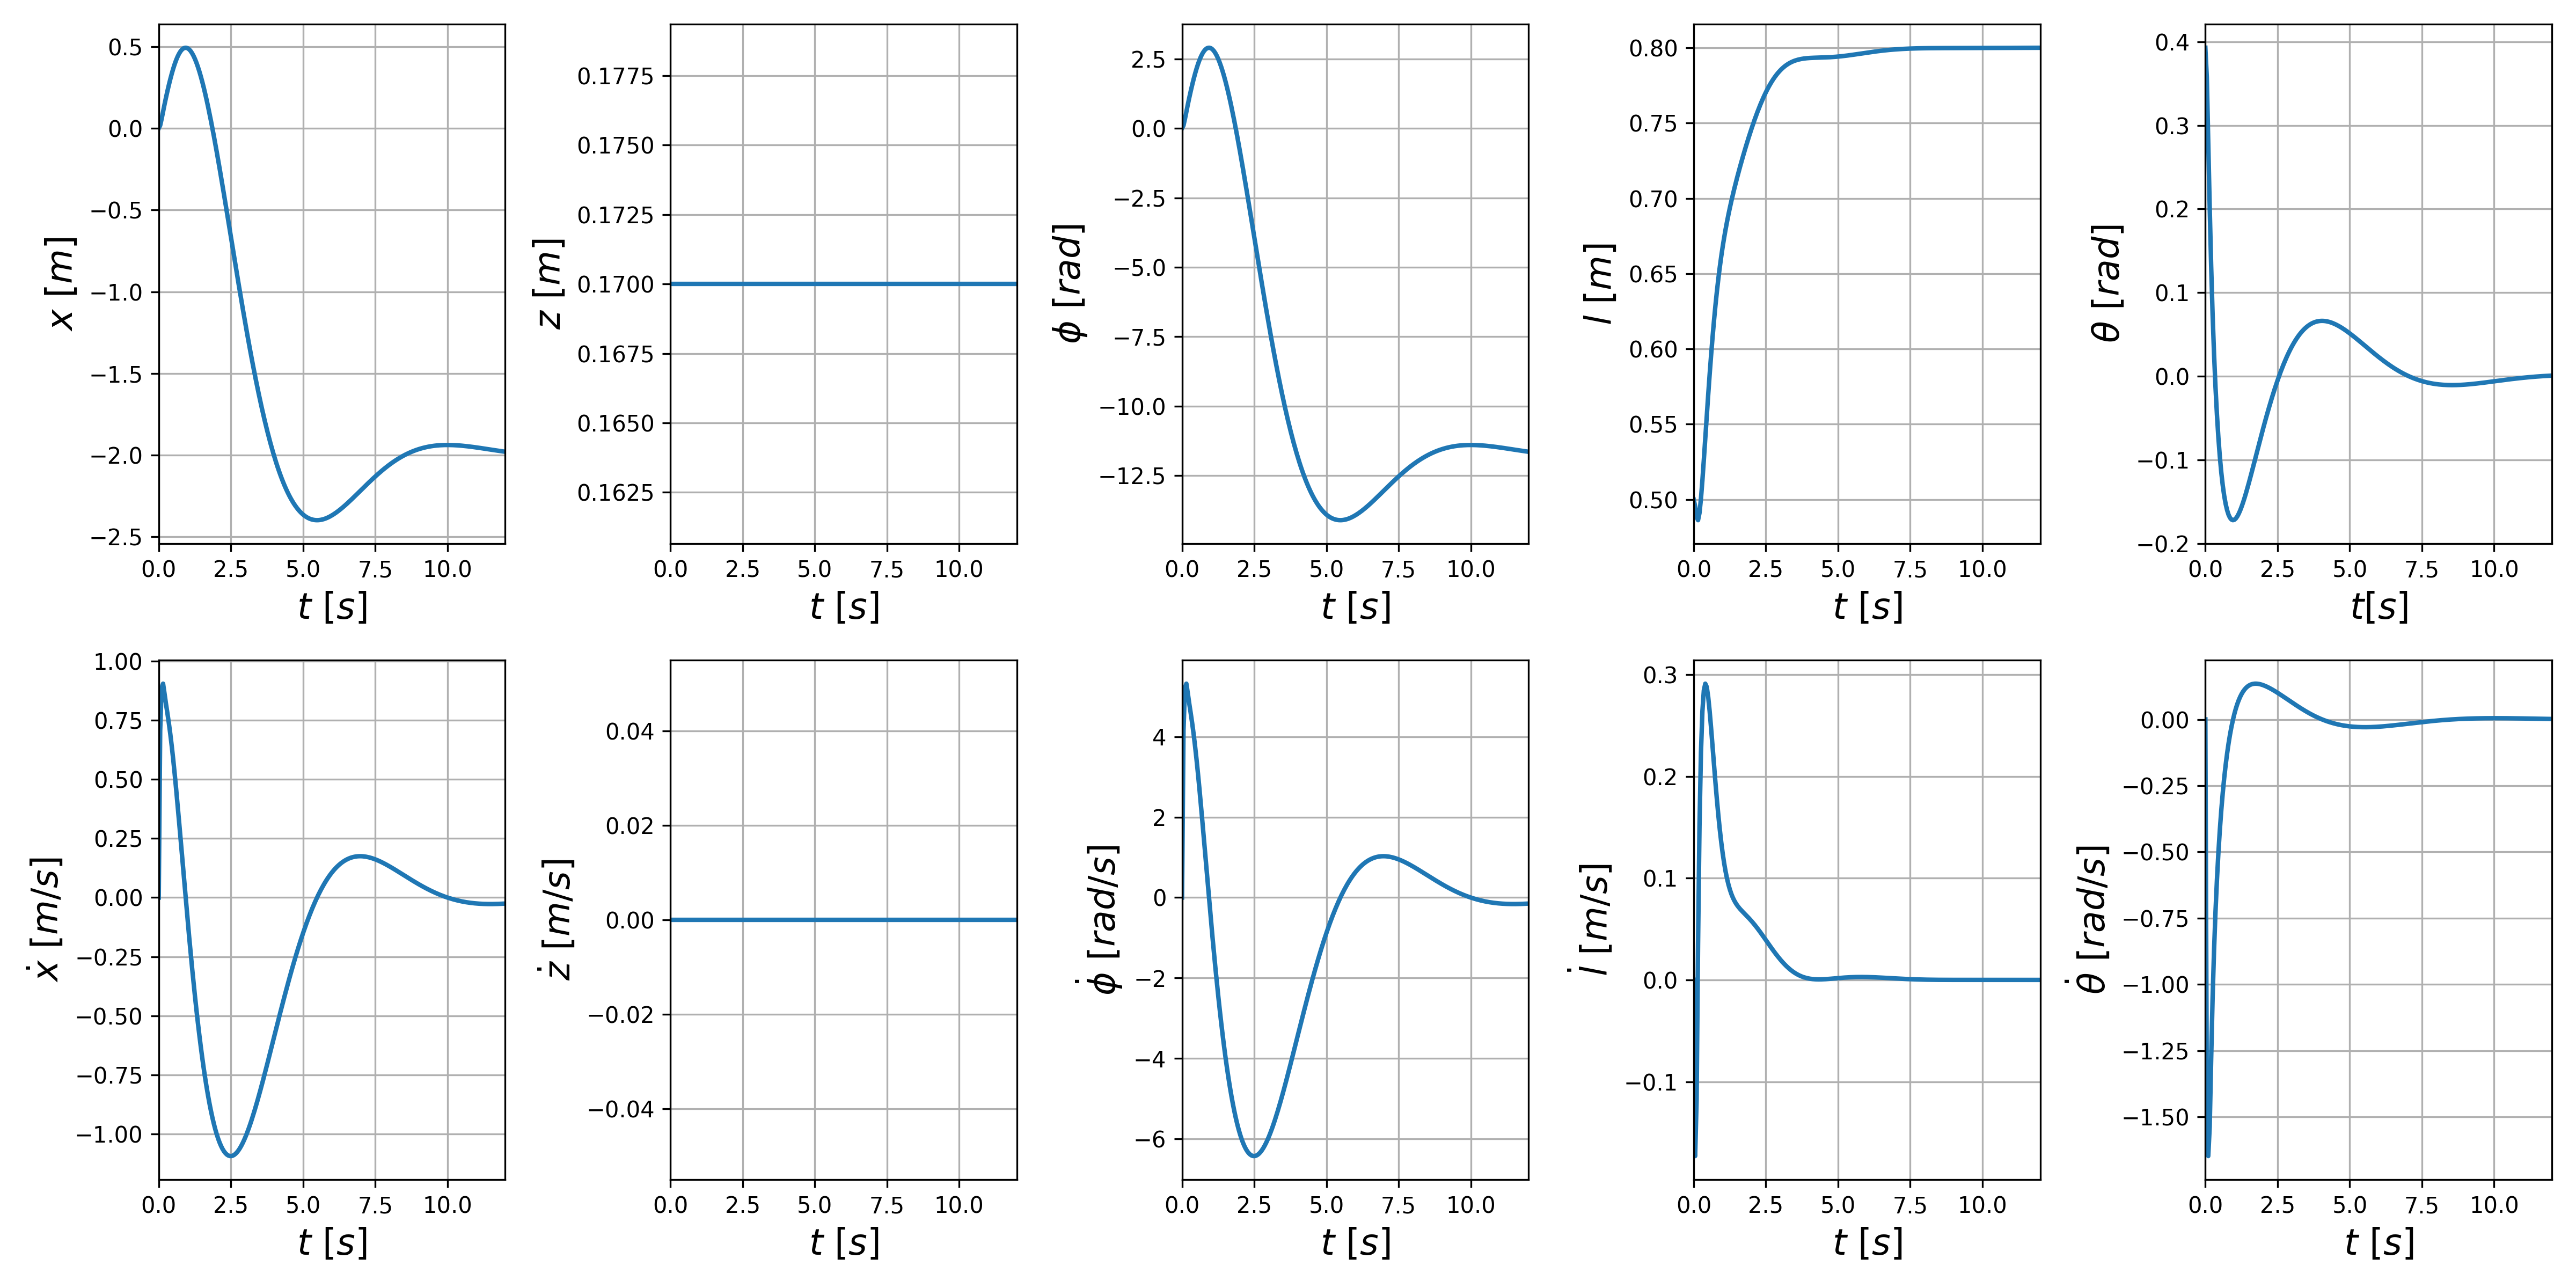 0.5
0.0
−0.5
−1.0
−1.5
−2.0
−2.5
x [m]
0.0 2.5 5.0 7.5 10.0
t [s]
0.1775
0.1750
0.1725
0.1700
0.1675
0.1650
0.1625
z [m]
0.0 2.5 5.0 7.5 10.0
t [s]
2.5
0.0
−2.5
−5.0
−7.5
−10.0
−12.5
ϕ [rad]
0.0 2.5 5.0 7.5 10.0
t [s]
0.80
0.75
0.70
0.65
0.60
0.55
0.50
l [m]
0.0 2.5 5.0 7.5 10.0
t [s]
0.4
0.3
0.2
0.1
0.0
−0.1
−0.2
θ [rad]
0.0 2.5 5.0 7.5 10.0
t[s]
1.00
0.75
0.50
0.25
0.00
−0.25
−0.50
−0.75
−1.00
ẋ [m/s]
0.0 2.5 5.0 7.5 10.0
t [s]
0.04
0.02
0.00
−0.02
−0.04
ż [m/s]
0.0 2.5 5.0 7.5 10.0
t [s]
4
2
0
−2
−4
−6
ϕ̇ [rad/s]
0.0 2.5 5.0 7.5 10.0
t [s]
0.3
0.2
0.1
0.0
−0.1
l̇ [m/s]
0.0 2.5 5.0 7.5 10.0
t [s]
0.00
−0.25
−0.50
−0.75
−1.00
−1.25
−1.50
θ̇ [rad/s]
0.0 2.5 5.0 7.5 10.0
t [s]